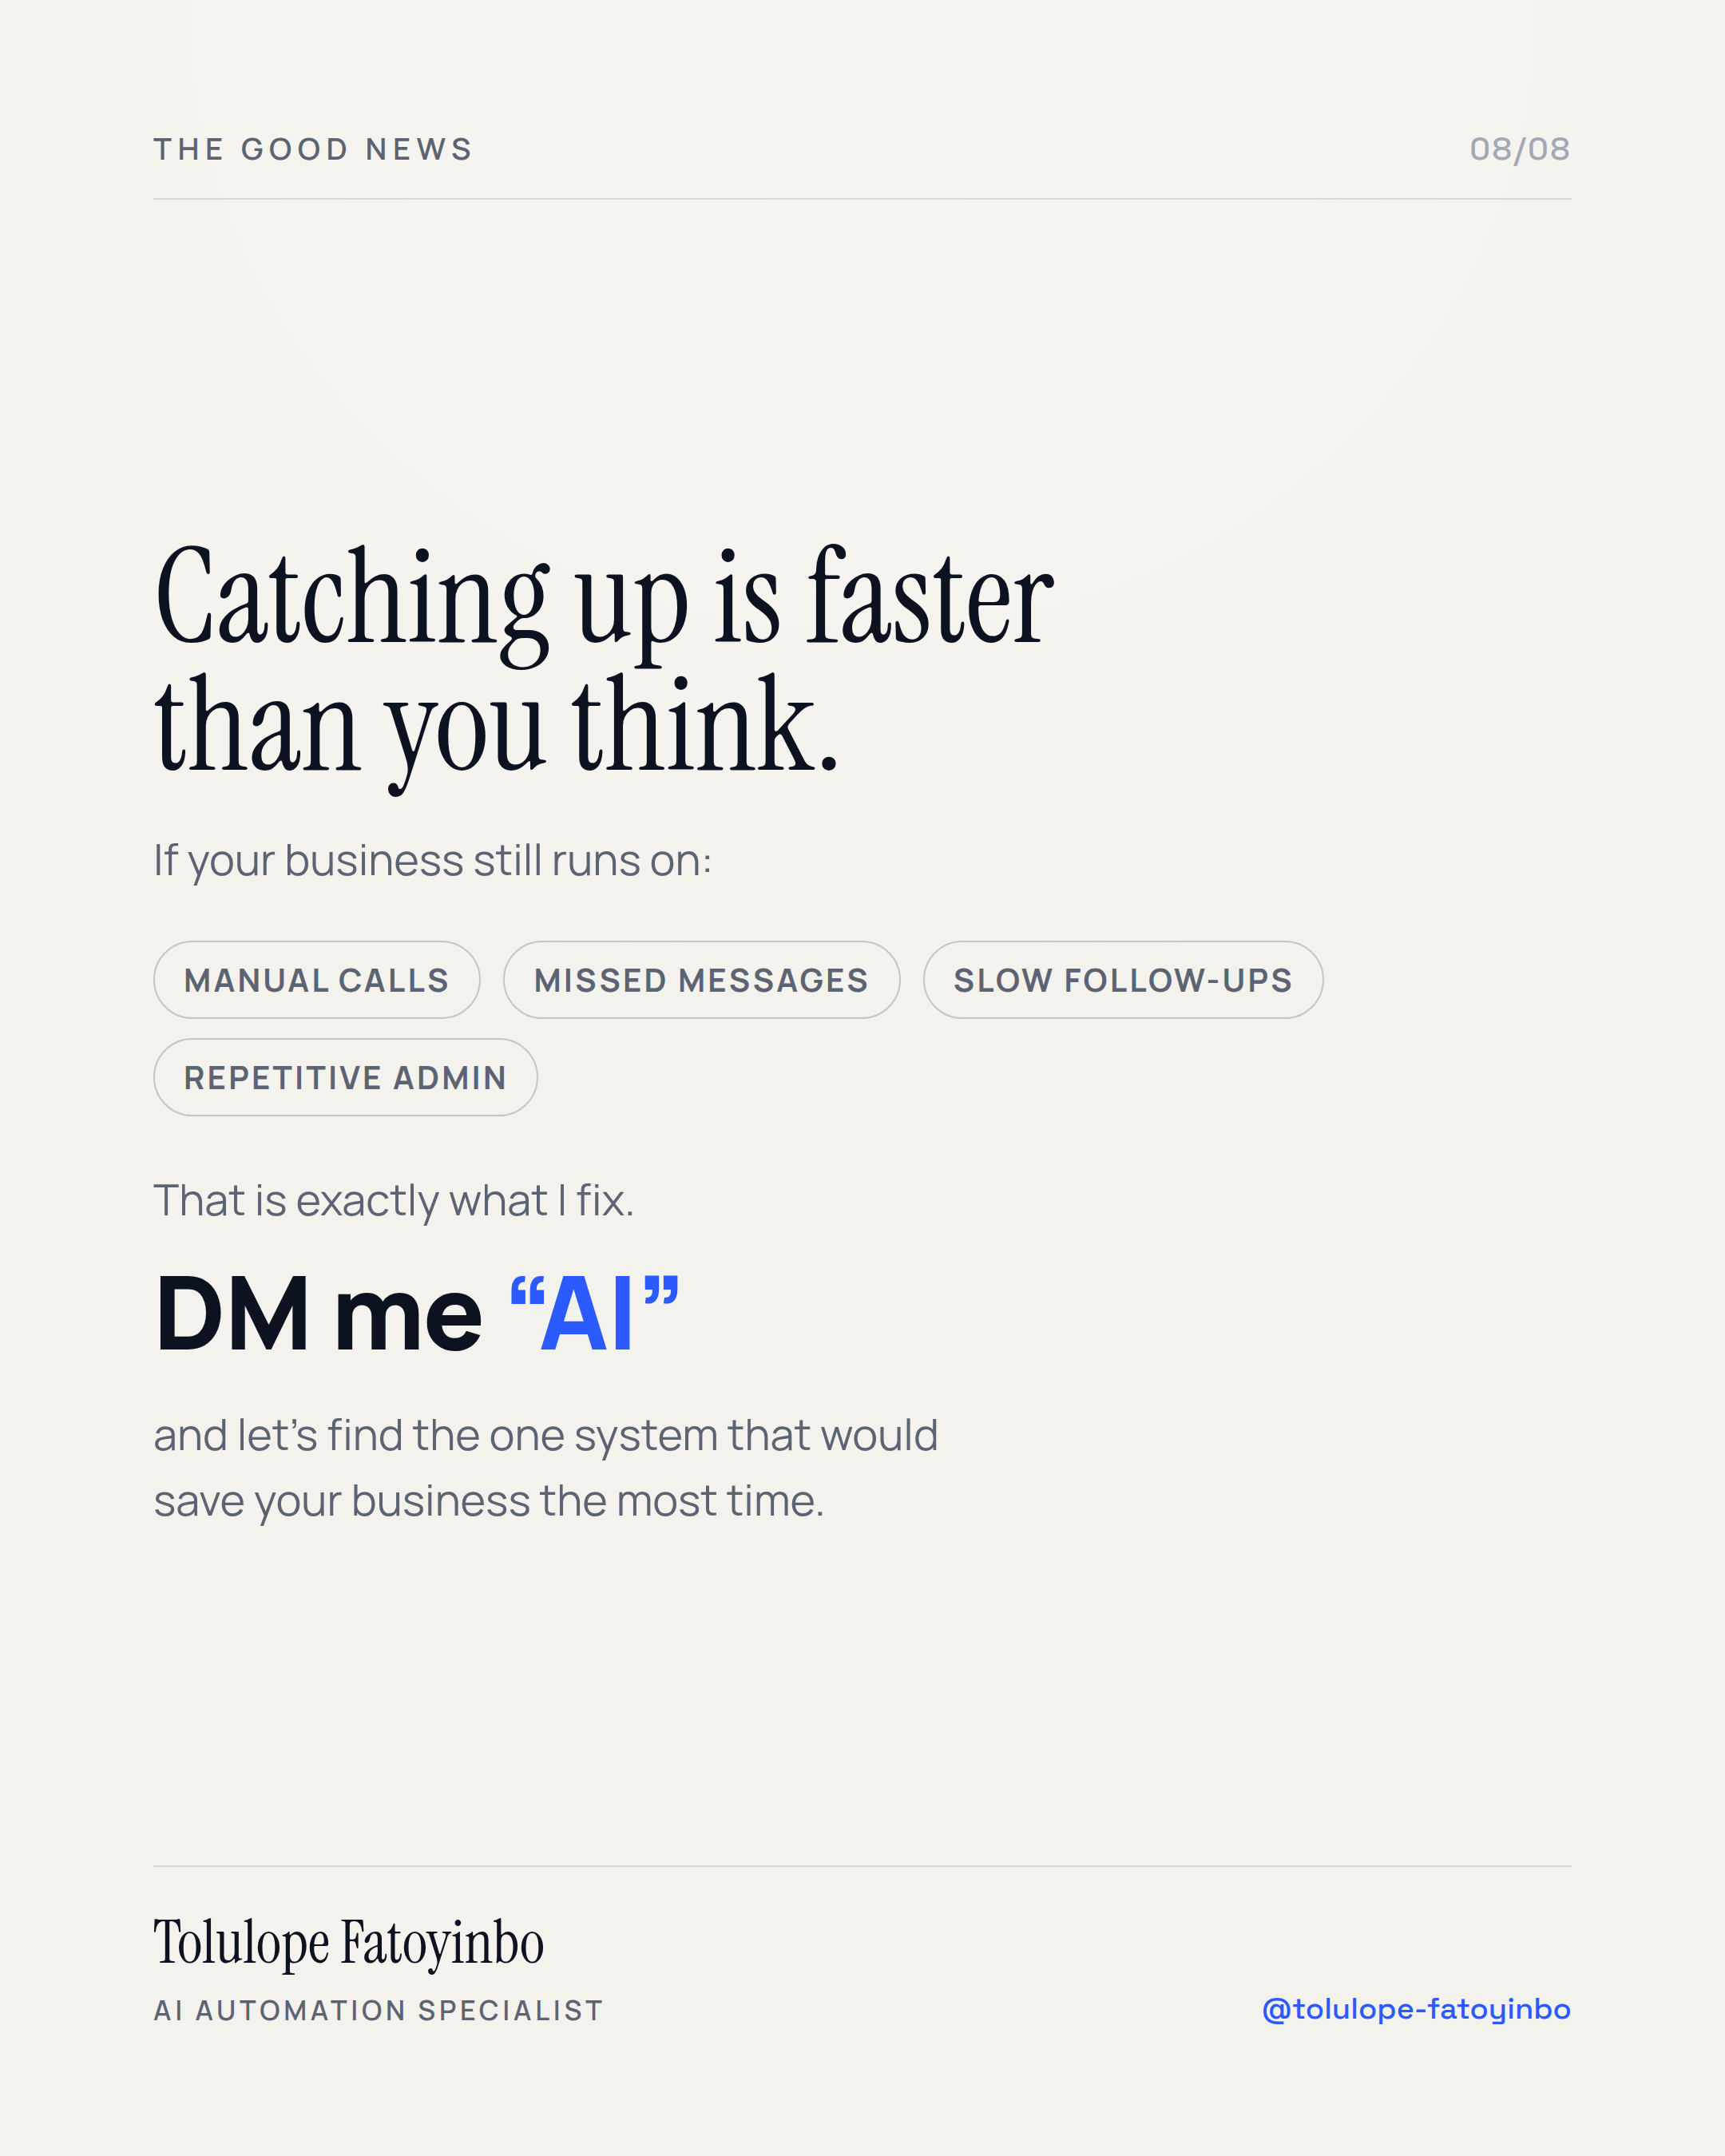 THE GOOD NEWS
08/08
Catching up is faster
than you think.
If your business still runs on:
MANUAL CALLS
MISSED MESSAGES
SLOW FOLLOW-UPS
REPETITIVE ADMIN
That is exactly what I fix.
DM me “AI”
and let’s find the one system that would
save your business the most time.
Tolulope Fatoyinbo
AI AUTOMATION SPECIALIST
@tolulope-fatoyinbo